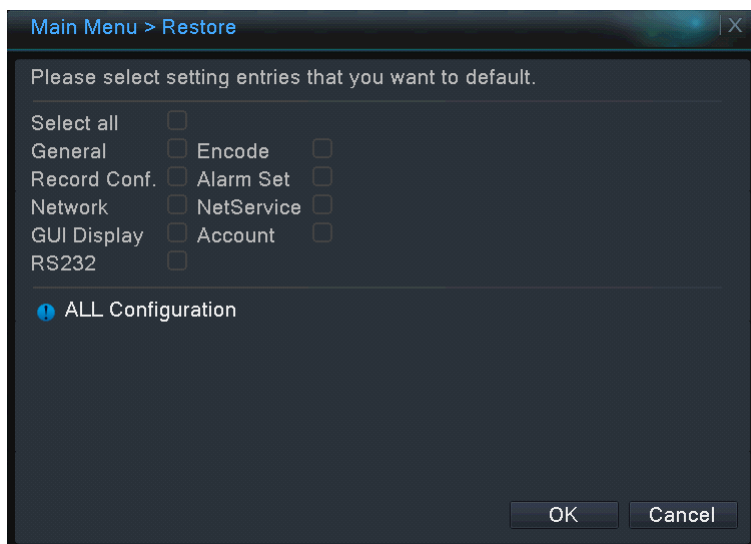 Main Menu > Restore X
Please select setting entries that you want to default.
Select all
General Encode
Record Conf. Alarm Set
Network NetService
GUI Display Account
RS232
ALL Configuration
OK Cancel